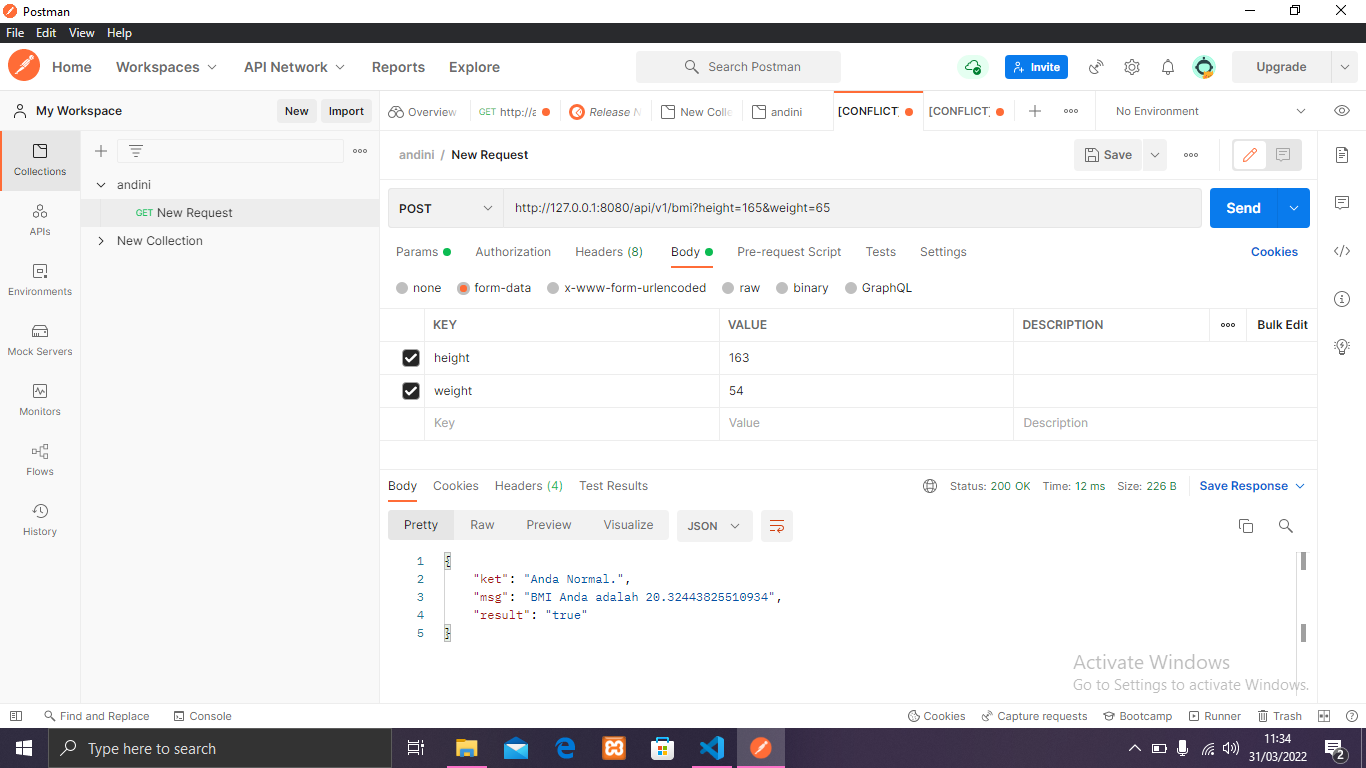 Postman
File Edit View Help
Home Workspaces API Network Reports Explore Search Postman Invite Upgrade
My Workspace New Import Overview GET http://a Release N New Colle andini [CONFLICT] [CONFLICT] No Environment
andini / New Request Save
Collections
APIs
Environments
Mock Servers
Monitors
Flows
History
andini
GET New Request
New Collection
POST http://127.0.0.1:8080/api/v1/bmi?height=165&weight=65 Send
Params Authorization Headers (8) Body Pre-request Script Tests Settings Cookies
none form-data x-www-form-urlencoded raw binary GraphQL
KEY VALUE DESCRIPTION Bulk Edit
height 163
weight 54
Key Value Description
Body Cookies Headers (4) Test Results Status: 200 OK Time: 12 ms Size: 226 B Save Response
Pretty Raw Preview Visualize JSON
1 {
2 "ket": "Anda Normal.",
3 "msg": "BMI Anda adalah 20.32443825510934",
4 "result": "true"
5 }
Activate Windows
Go to Settings to activate Windows.
Find and Replace Console Cookies Capture requests Bootcamp Runner Trash
Type here to search 11:34
31/03/2022 2